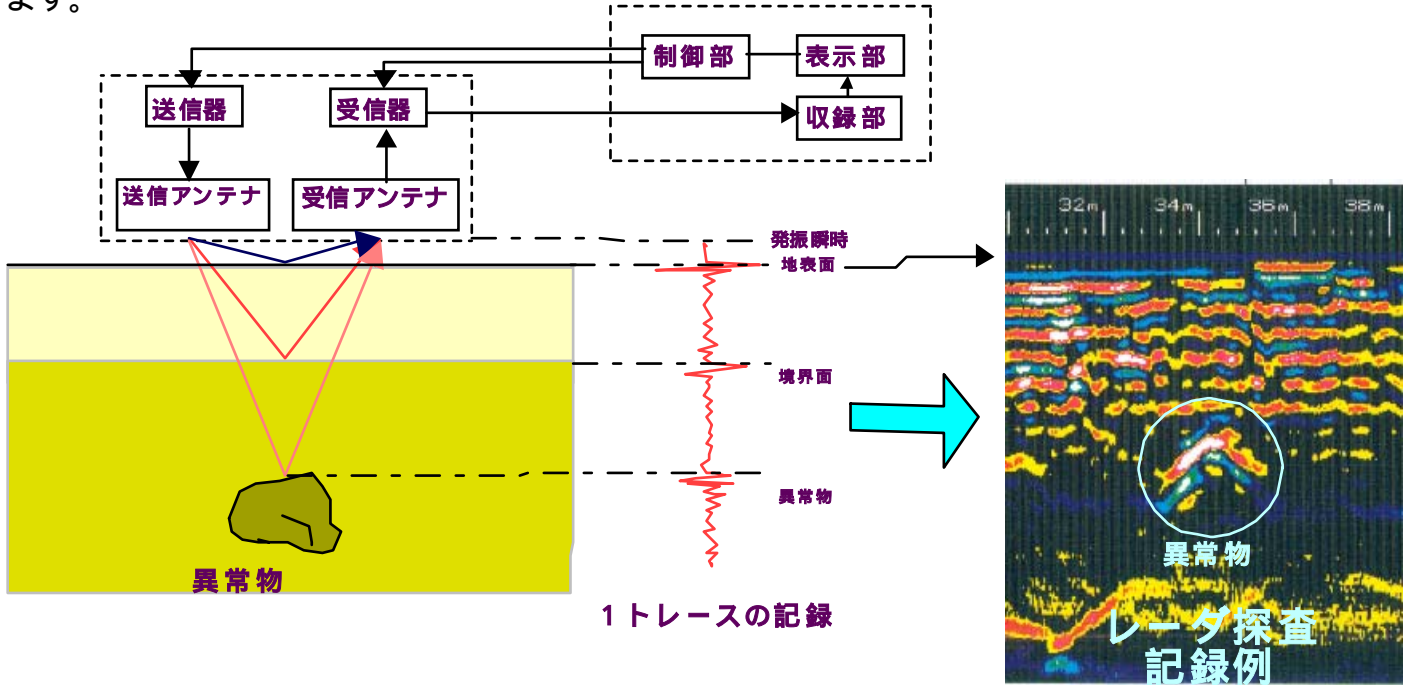 ます。
制御部
表示部
収録部
送信器
受信器
送信アンテナ
受信アンテナ
発振瞬時
地表面
境界面
異常物
異常物
1トレースの記録
32m 34m 36m 38m
異常物
レーダ探査
記録例